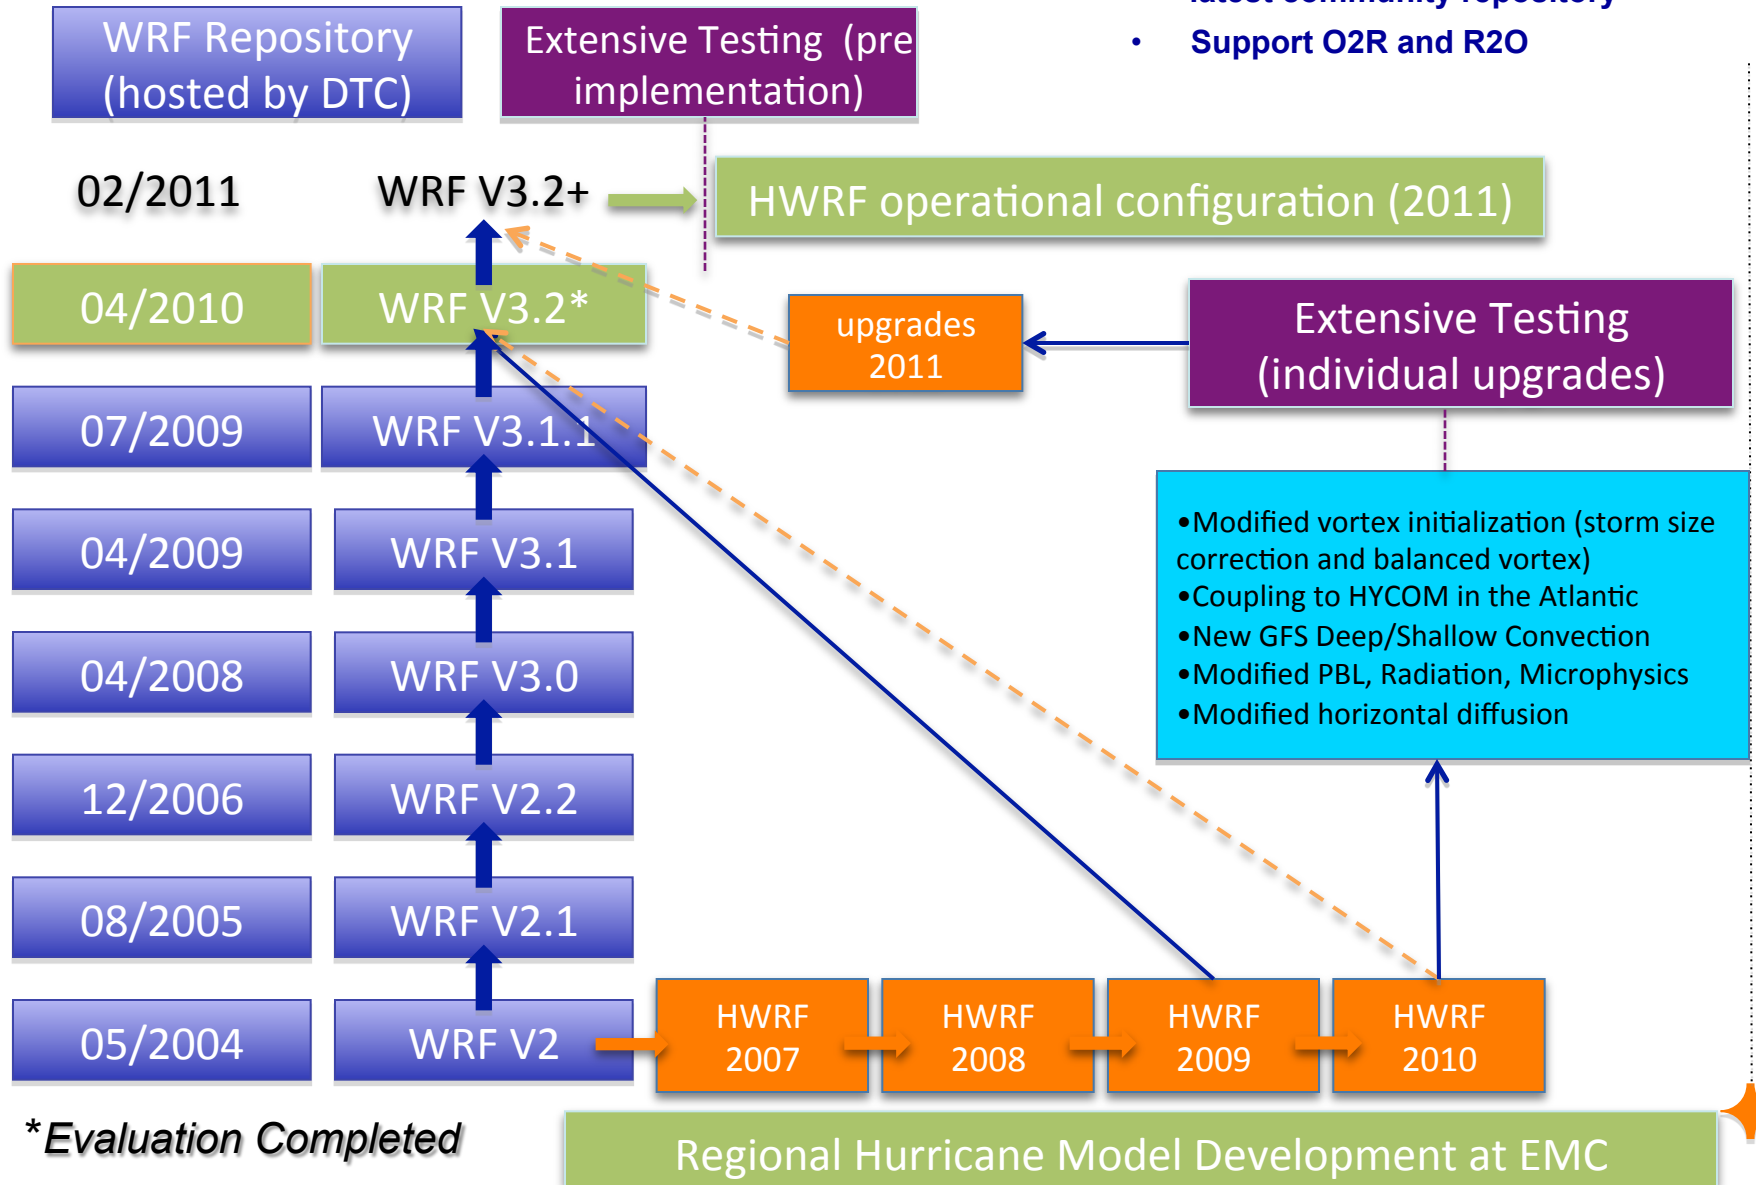 latest community repository
• Support O2R and R2O
WRF Repository
(hosted by DTC)
Extensive Testing (pre
implementation)
02/2011
WRF V3.2+
HWRF operational configuration (2011)
04/2010
WRF V3.2*
upgrades
2011
Extensive Testing
(individual upgrades)
07/2009
WRF V3.1.1
04/2009
WRF V3.1
•Modified vortex initialization (storm size
correction and balanced vortex)
•Coupling to HYCOM in the Atlantic
•New GFS Deep/Shallow Convection
•Modified PBL, Radiation, Microphysics
•Modified horizontal diffusion
04/2008
WRF V3.0
12/2006
WRF V2.2
08/2005
WRF V2.1
05/2004
WRF V2
HWRF
2007
HWRF
2008
HWRF
2009
HWRF
2010
*Evaluation Completed
Regional Hurricane Model Development at EMC